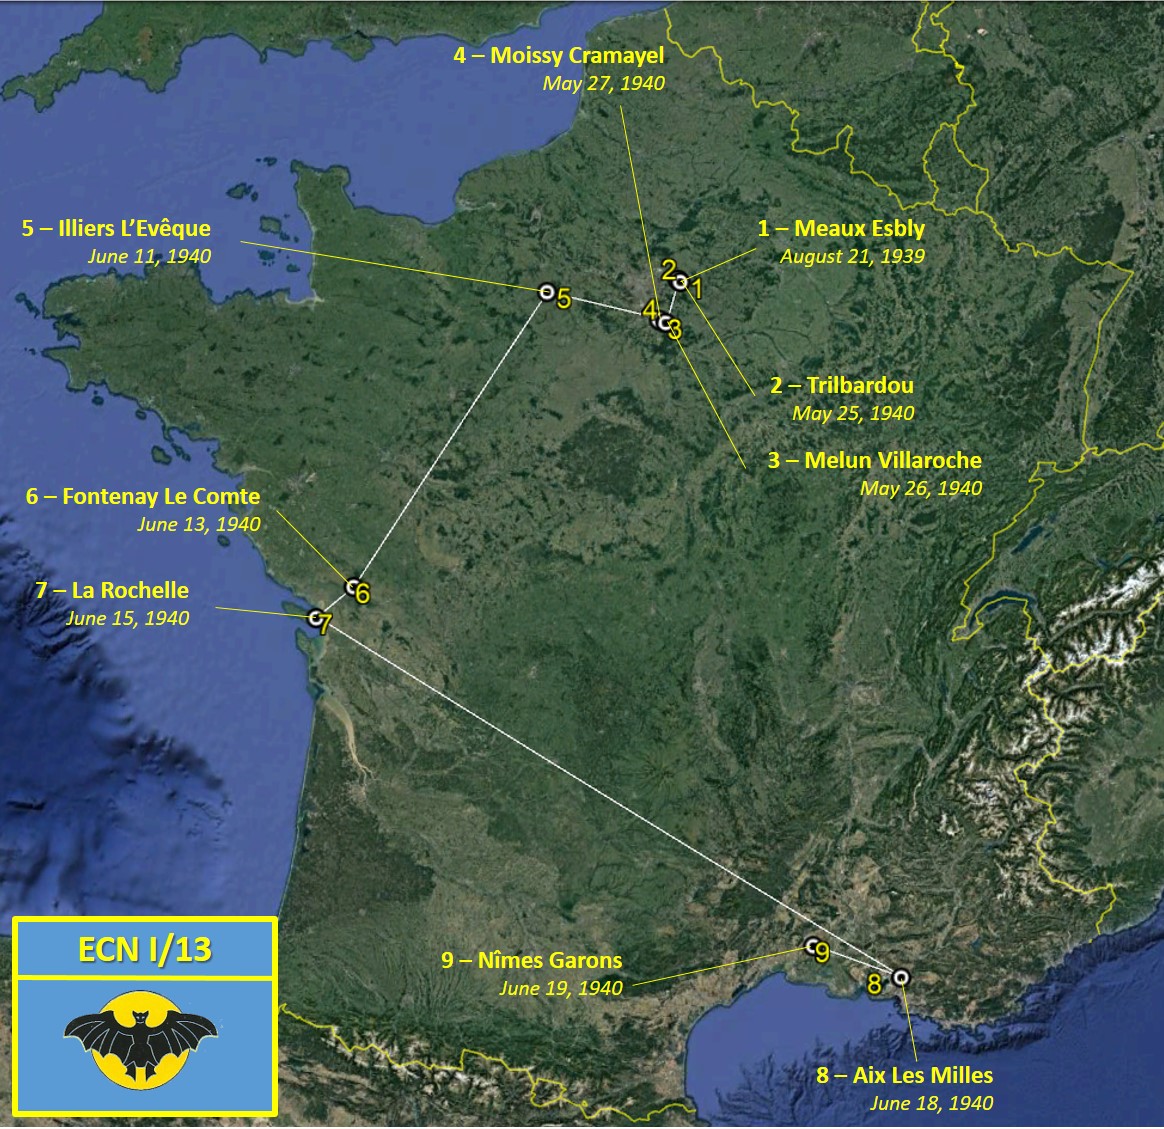 4 – Moissy Cramayel
May 27, 1940
5 – Illiers L’Evêque
June 11, 1940
1 – Meaux Esbly
August 21, 1939
2
1
5
4
3
2 – Trilbardou
May 25, 1940
3 – Melun Villaroche
May 26, 1940
6 – Fontenay Le Comte
June 13, 1940
6
7 – La Rochelle
June 15, 1940
7
ECN I/13
9 – Nîmes Garons
June 19, 1940
9
8
8 – Aix Les Milles
June 18, 1940